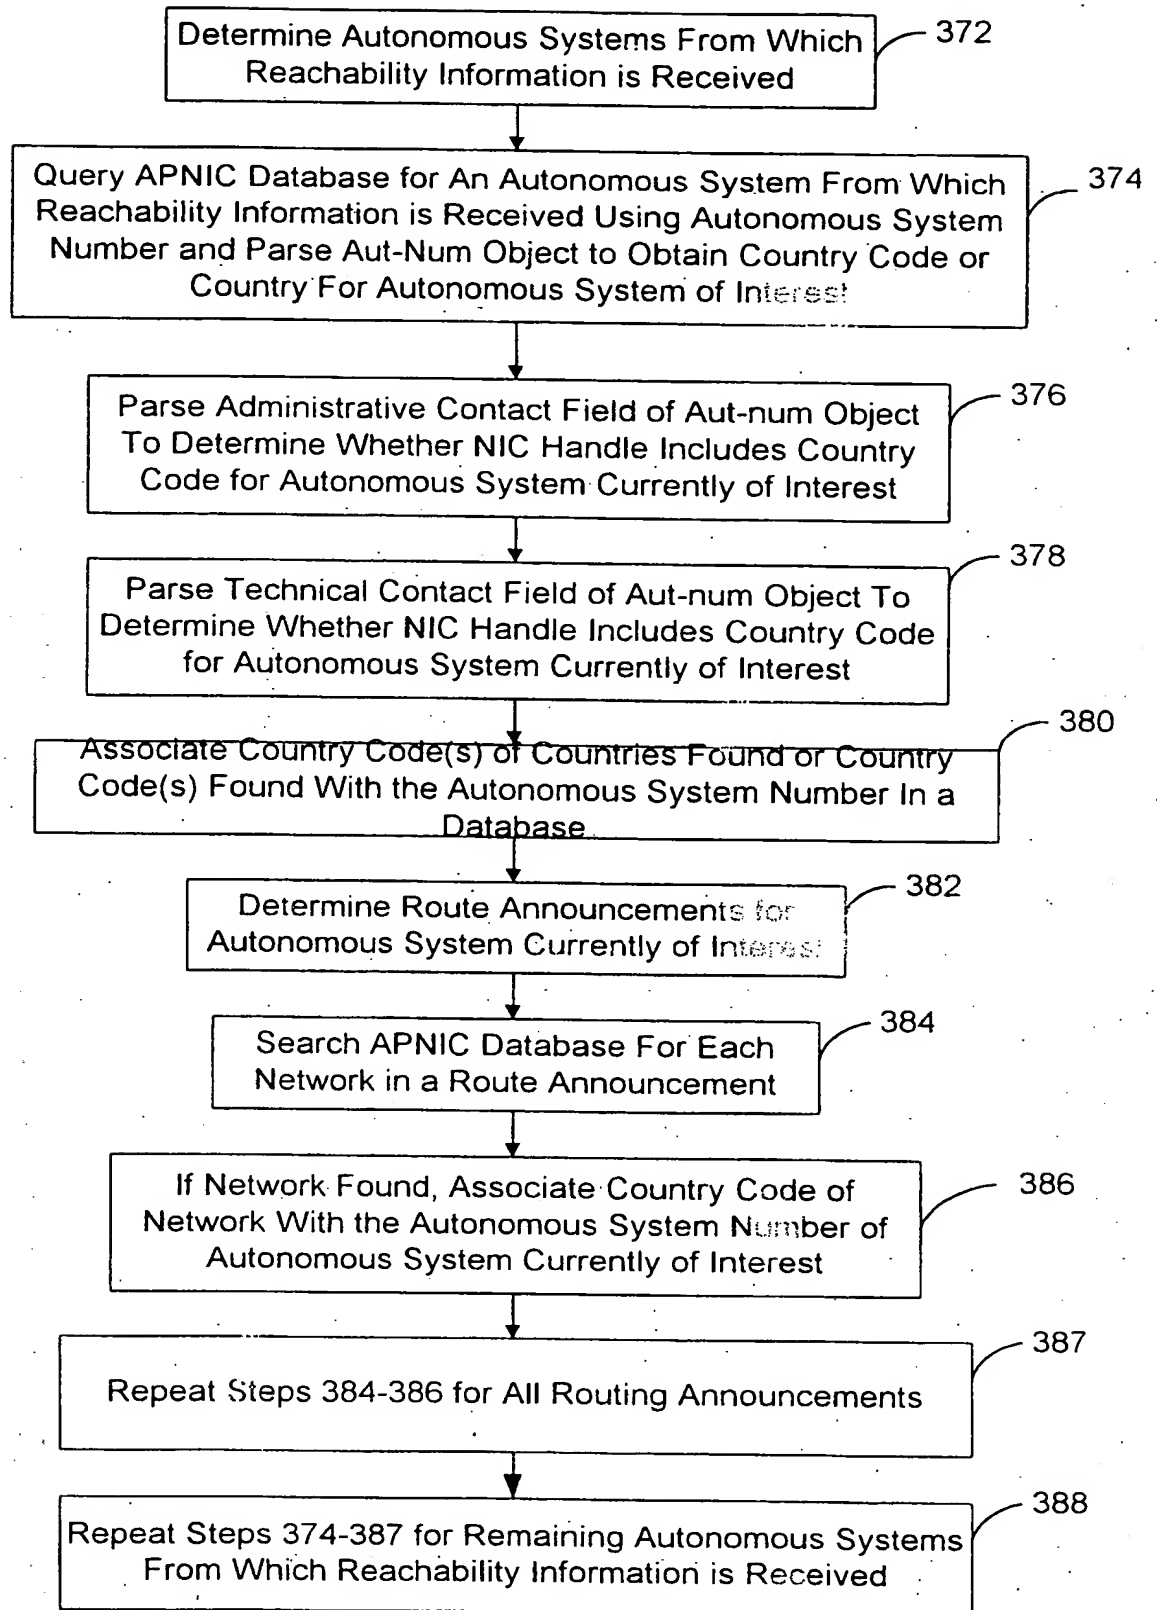 Determine Autonomous Systems From Which
Reachability Information is Received
372
Query APNIC Database for An Autonomous System From Which
Reachability Information is Received Using Autonomous System
Number and Parse Aut-Num Object to Obtain Country Code or
Country For Autonomous System of Interest
374
Parse Administrative Contact Field of Aut-num Object
To Determine Whether NIC Handle Includes Country
Code for Autonomous System Currently of Interest
376
Parse Technical Contact Field of Aut-num Object To
Determine Whether NIC Handle Includes Country Code
for Autonomous System Currently of Interest
378
Associate Country Code(s) of Countries Found or Country
Code(s) Found With the Autonomous System Number In a
Database
380
Determine Route Announcements for
Autonomous System Currently of Interest
382
Search APNIC Database For Each
Network in a Route Announcement
384
If Network Found, Associate Country Code of
Network With the Autonomous System Number of
Autonomous System Currently of Interest
386
Repeat Steps 384-386 for All Routing Announcements
387
Repeat Steps 374-387 for Remaining Autonomous Systems
From Which Reachability Information is Received
388